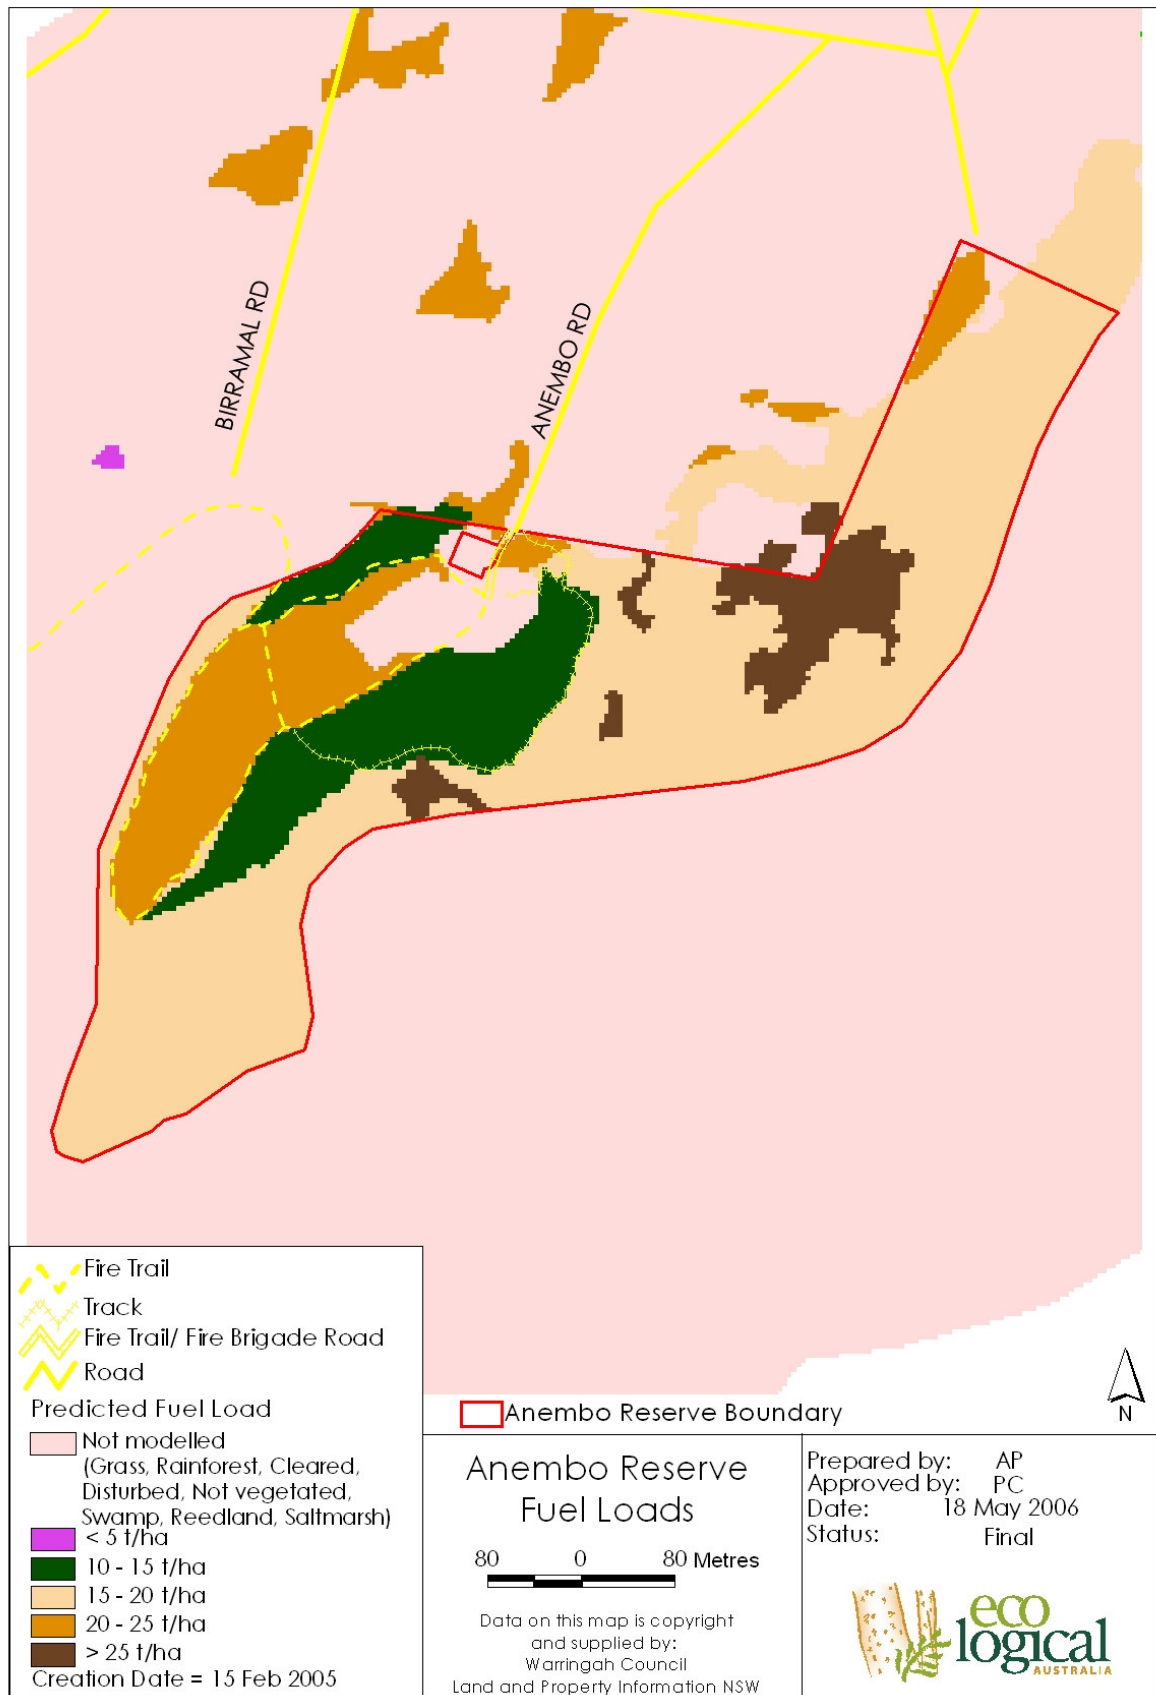 BIRRAMAL RD
ANEMBO RD
Fire Trail
Track
Fire Trail/ Fire Brigade Road
Road
Predicted Fuel Load
Not modelled
(Grass, Rainforest, Cleared,
Disturbed, Not vegetated,
Swamp, Reedland, Saltmarsh)
< 5 t/ha
10 - 15 t/ha
15 - 20 t/ha
20 - 25 t/ha
> 25 t/ha
Creation Date = 15 Feb 2005
Anembo Reserve Boundary
N
Anembo Reserve
Fuel Loads
80 0 80 Metres
Data on this map is copyright
and supplied by:
Warringah Council
Land and Property Information NSW
Prepared by: AP
Approved by: PC
Date: 18 May 2006
Status: Final
eco
logical
AUSTRALIA